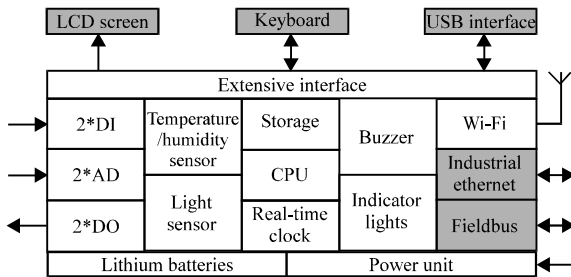 LCD screen
Keyboard
USB interface
Extensive interface
2*DI
Temperature
/humidity
sensor
Storage
Buzzer
Wi-Fi
2*AD
CPU
Industrial
ethernet
Light
sensor
Indicator
lights
2*DO
Real-time
clock
Fieldbus
Lithium batteries
Power unit